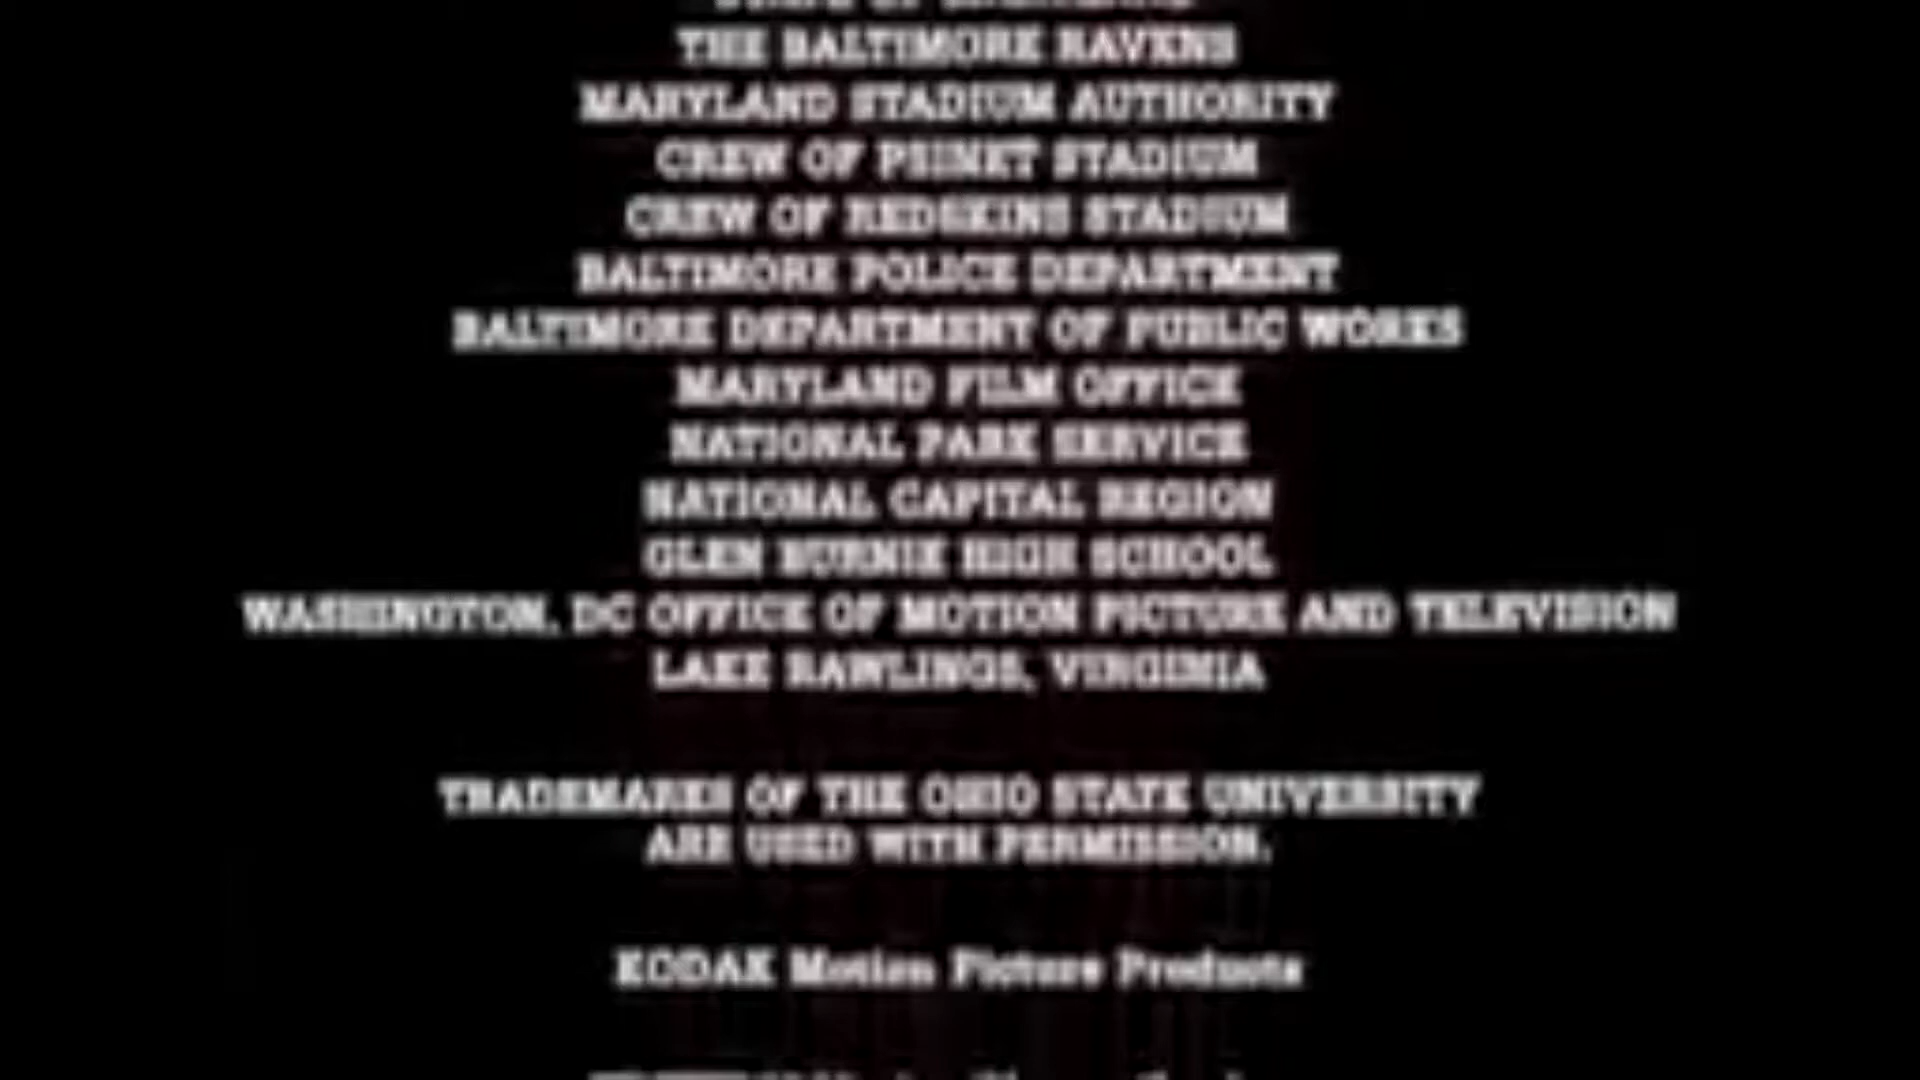 THE BALTIMORE RAVENS
MARYLAND STADIUM AUTHORITY
CREW OF PSINET STADIUM
CREW OF REDSKINS STADIUM
BALTIMORE POLICE DEPARTMENT
BALTIMORE DEPARTMENT OF PUBLIC WORKS
MARYLAND FILM OFFICE
NATIONAL PARK SERVICE
NATIONAL CAPITAL REGION
GLEN BURNIE HIGH SCHOOL
WASHINGTON, DC OFFICE OF MOTION PICTURE AND TELEVISION
LAKE RAWLINGS, VIRGINIA
TRADEMARKS OF THE OHIO STATE UNIVERSITY
ARE USED WITH PERMISSION.
KODAK Motion Picture Products